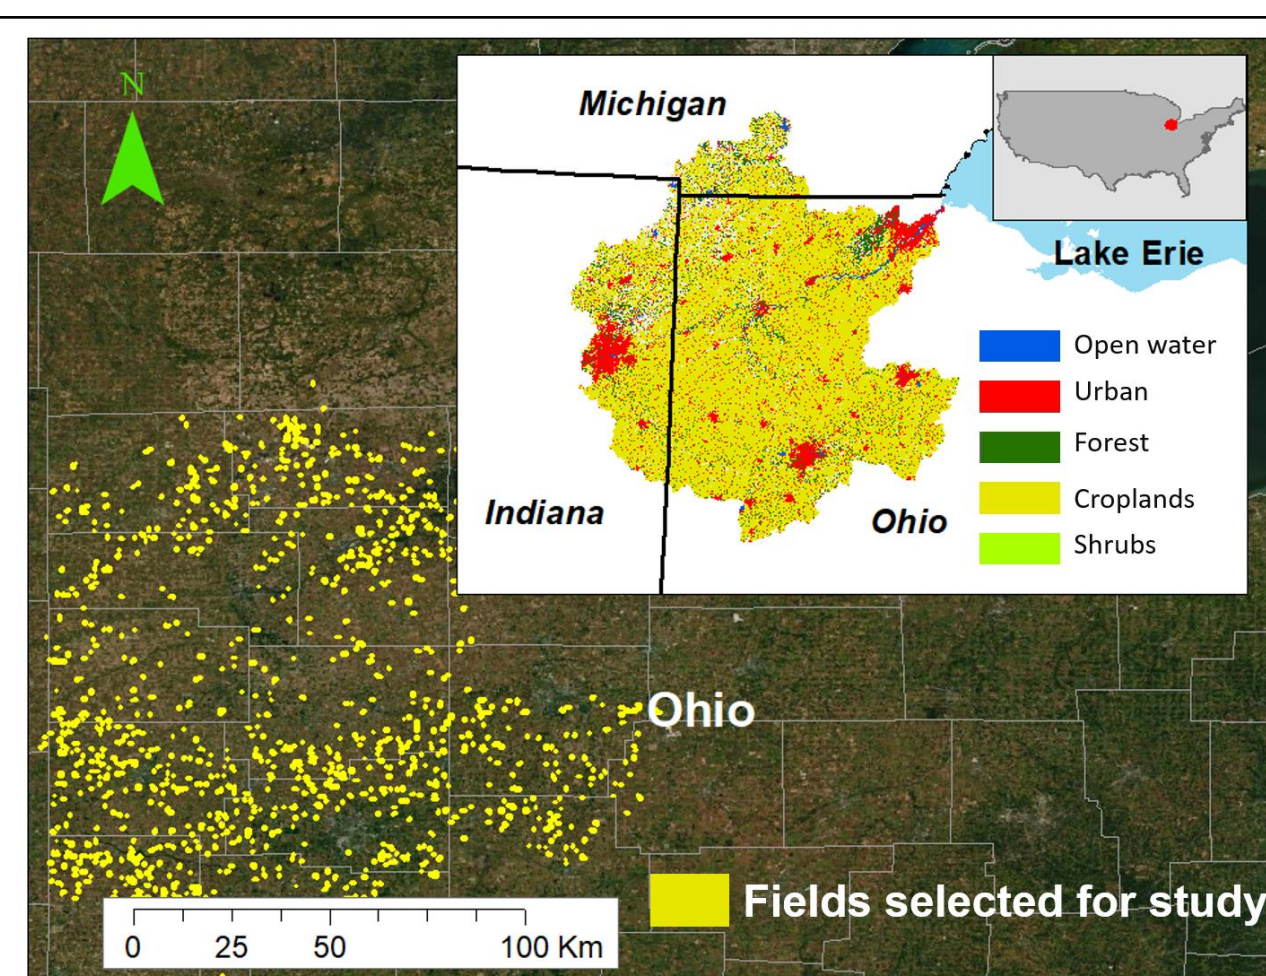 N
Michigan
Lake Erie
Open water
Urban
Forest
Croplands
Shrubs
Indiana
Ohio
Ohio
Fields selected for study
0 25 50 100 Km